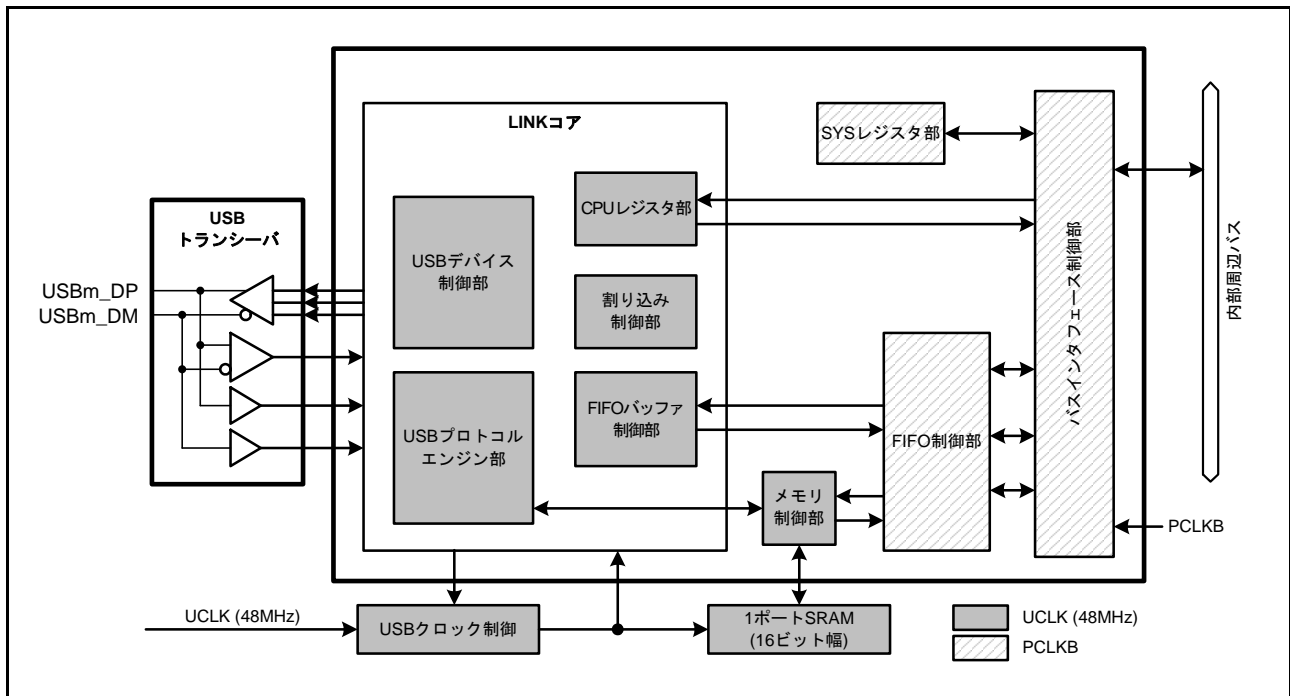 LINKコア
SYSレジスタ部
USB
トランシーバ
CPUレジスタ部
USBデバイス
制御部
割り込み
制御部
USBm_DP
USBm_DM
バスインタフェース制御部
内部周辺バス
FIFOバッファ
制御部
USBプロトコル
エンジン部
FIFO制御部
メモリ
制御部
PCLKB
UCLK (48MHz)
USBクロック制御
1ポートSRAM
(16ビット幅)
UCLK (48MHz)
PCLKB